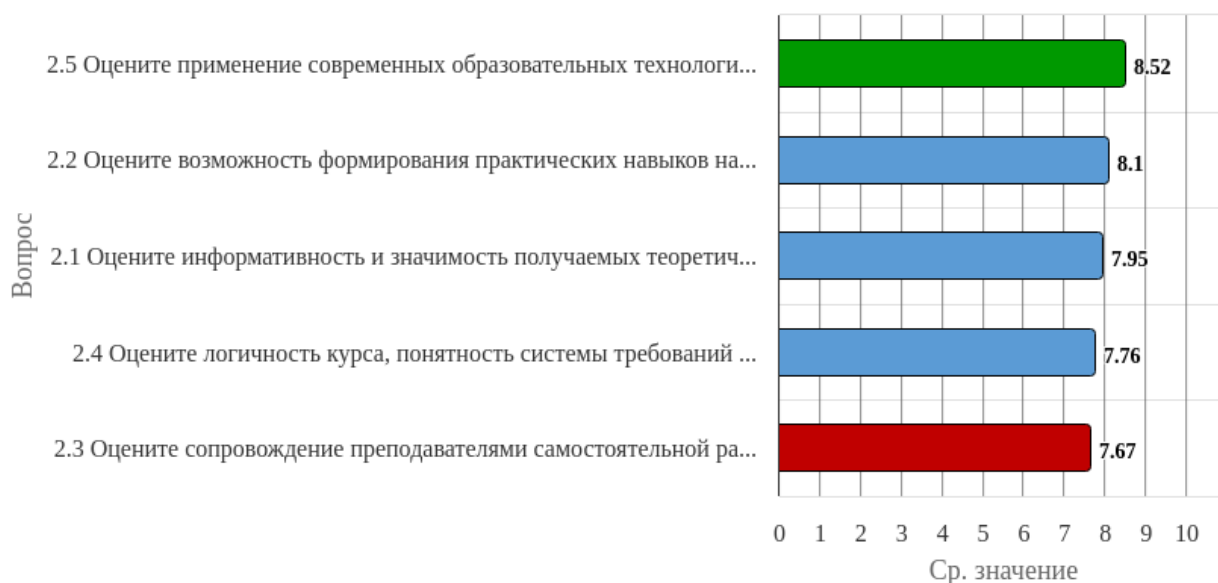 2.5 Оцените применение современных образовательных технологи...
8.52
2.2 Оцените возможность формирования практических навыков на...
8.1
2.1 Оцените информативность и значимость получаемых теоретич...
7.95
2.4 Оцените логичность курса, понятность системы требований ...
7.76
2.3 Оцените сопровождение преподавателями самостоятельной ра...
7.67
Вопрос
0 1 2 3 4 5 6 7 8 9 10
Ср. значение